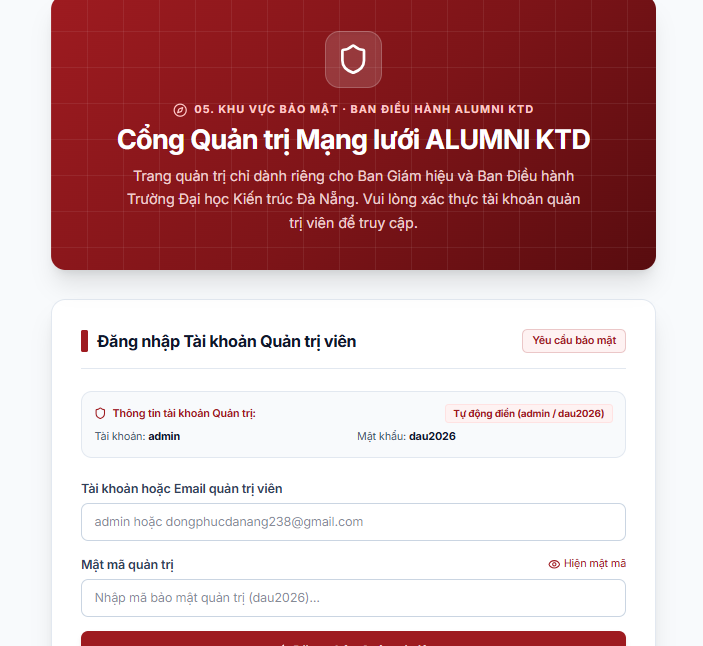 05. KHU VỰC BẢO MẬT · BAN ĐIỀU HÀNH ALUMNI KTD
Cổng Quản trị Mạng lưới ALUMNI KTD
Trang quản trị chỉ dành riêng cho Ban Giám hiệu và Ban Điều hành
Trường Đại học Kiến trúc Đà Nẵng. Vui lòng xác thực tài khoản quản
trị viên để truy cập.
Đăng nhập Tài khoản Quản trị viên
Yêu cầu bảo mật
Thông tin tài khoản Quản trị:
Tự động điền (admin / dau2026)
Tài khoản: admin
Mật khẩu: dau2026
Tài khoản hoặc Email quản trị viên
admin hoặc dongphucdanang238@gmail.com
Mật mã quản trị
Hiện mật mã
Nhập mã bảo mật quản trị (dau2026)...